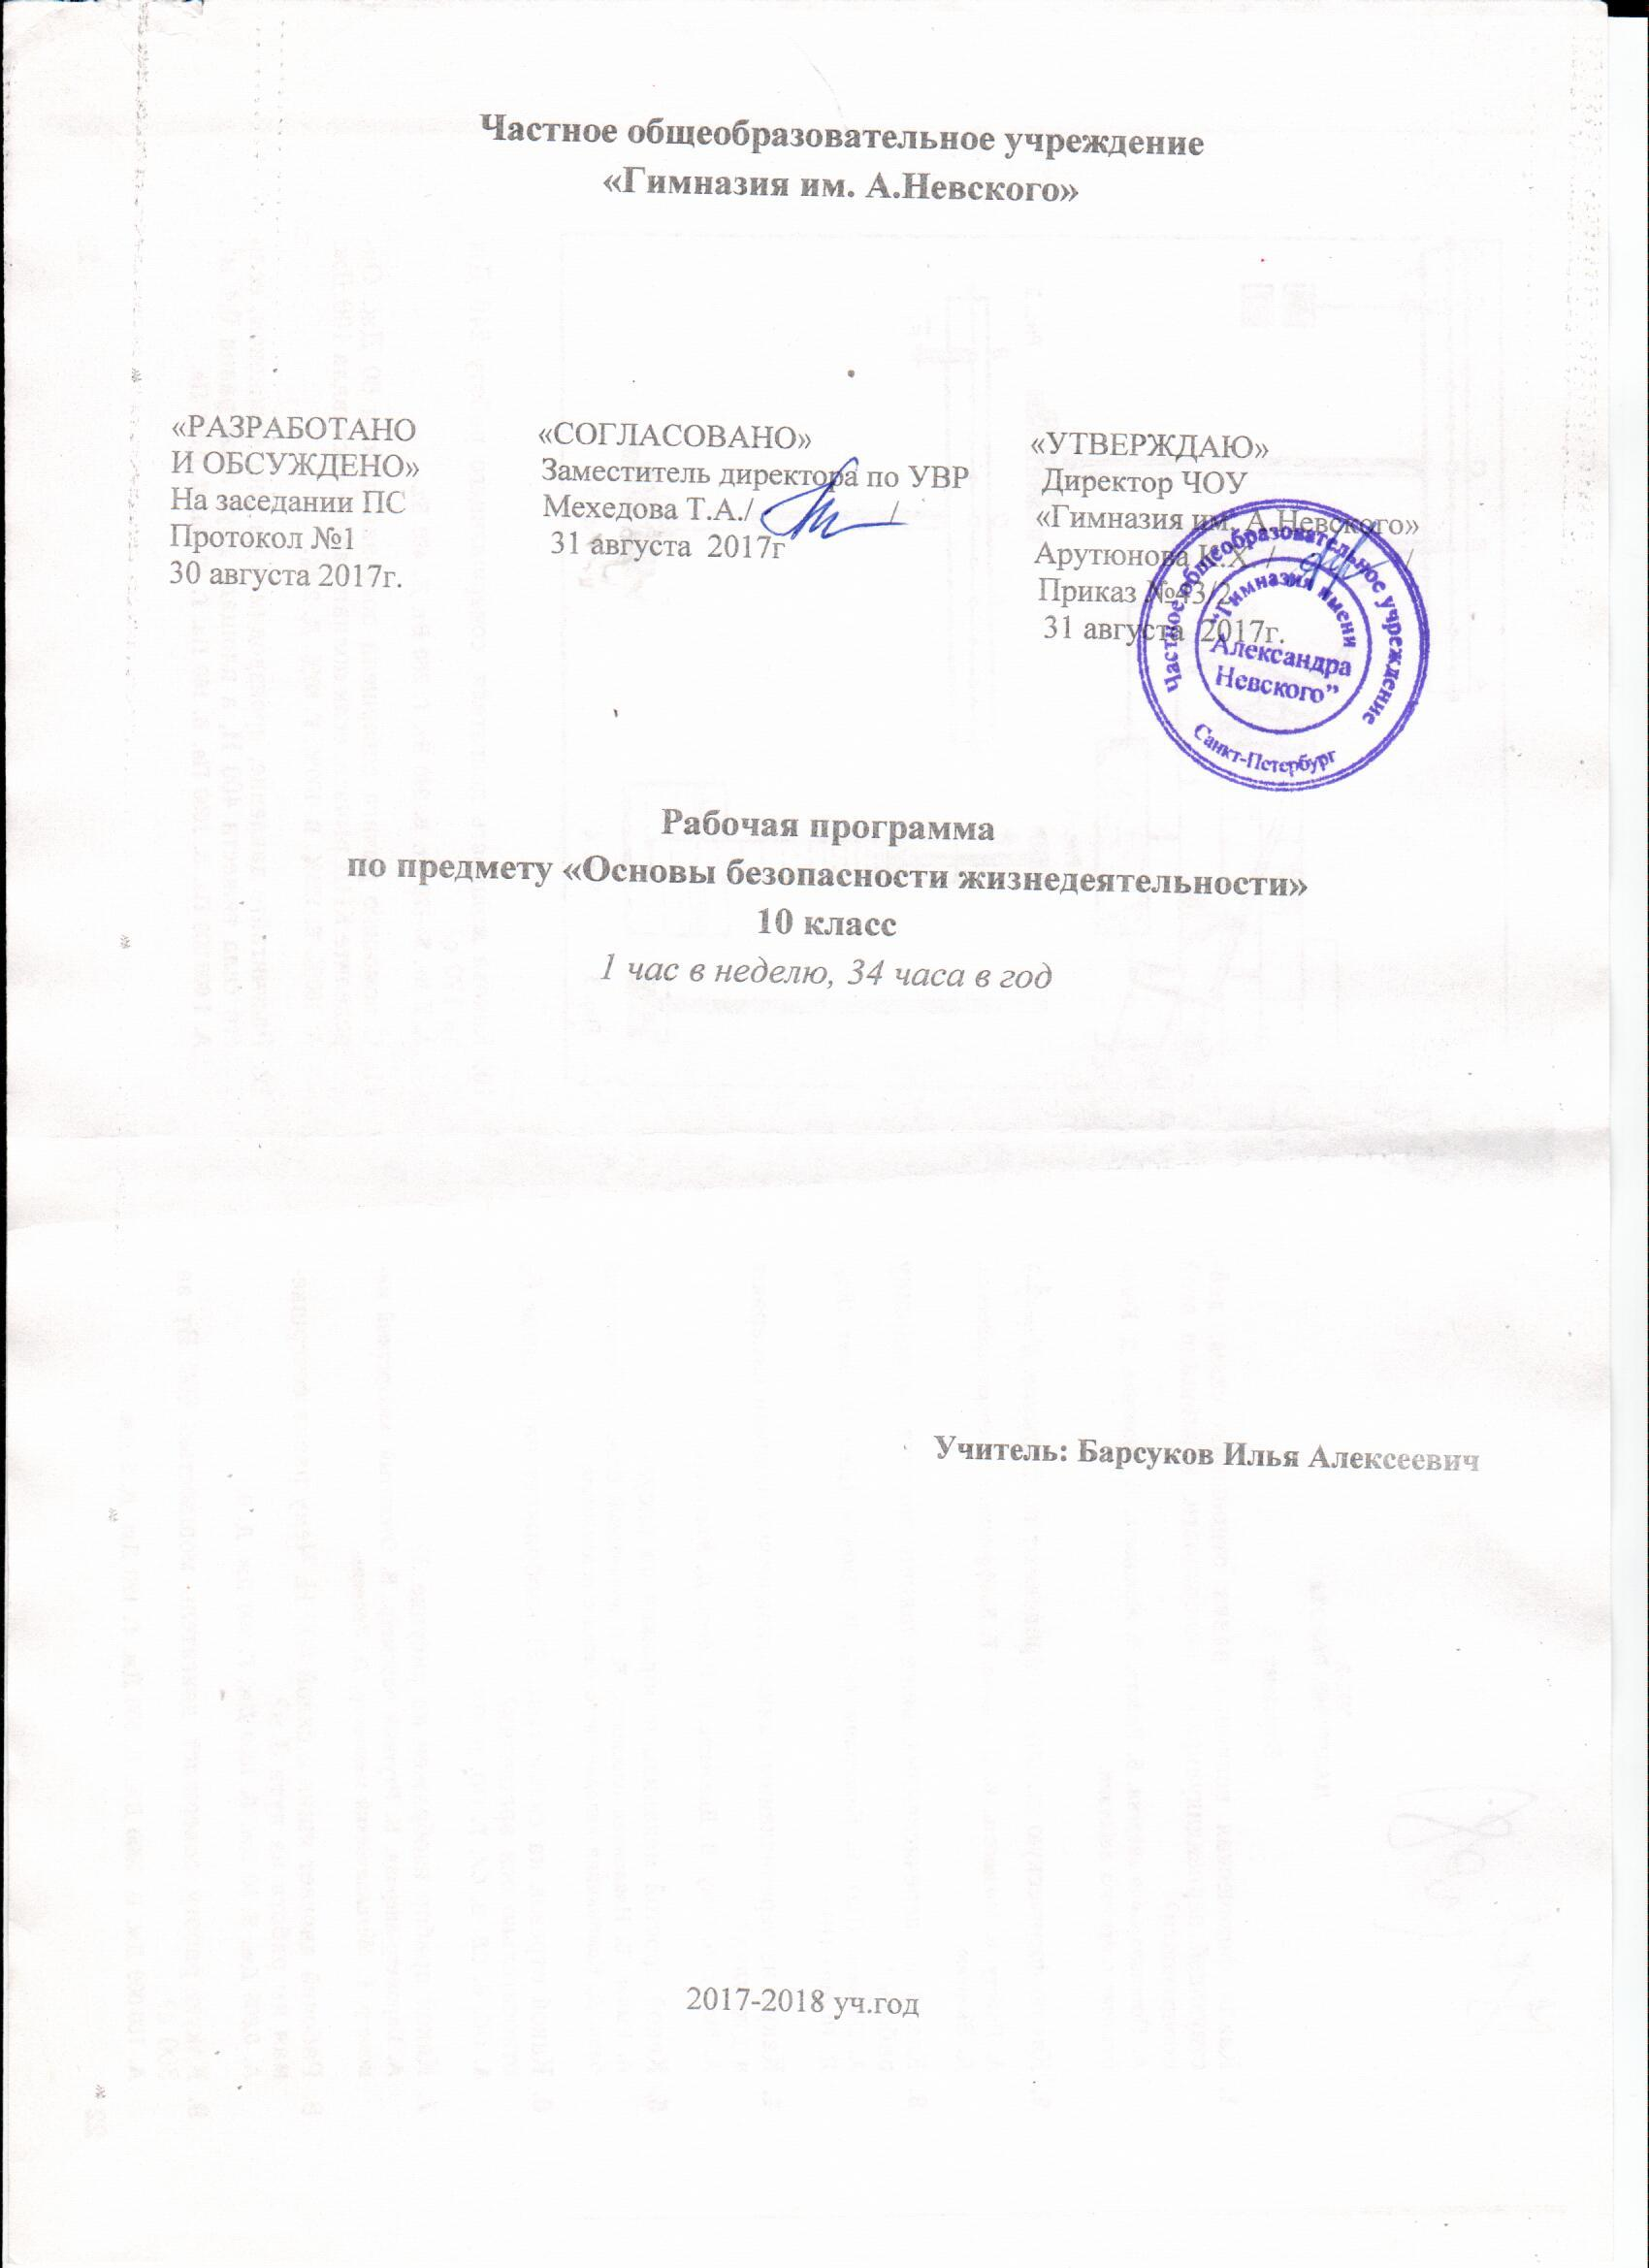 Частное общеобразовательное учреждение
«Гимназия им. А.Невского»
«РАЗРАБОТАНО
И ОБСУЖДЕНО»
На заседании ПС
Протокол №1
30 августа 2017г.
«СОГЛАСОВАНО»
Заместитель директора по УВР
Мехедова Т.А./ /
31 августа 2017г
«УТВЕРЖДАЮ»
Директор ЧОУ
«Гимназия им. А.Невского»
Арутюнова К.Х / /
Приказ №43/2
31 августа 2017г.
Частное общеобразовательное учреждение
"Гимназия имени
Александра
Невского"
Санкт-Петербург
Рабочая программа
по предмету «Основы безопасности жизнедеятельности»
10 класс
1 час в неделю, 34 часа в год
Учитель: Барсуков Илья Алексеевич
2017-2018 уч.год